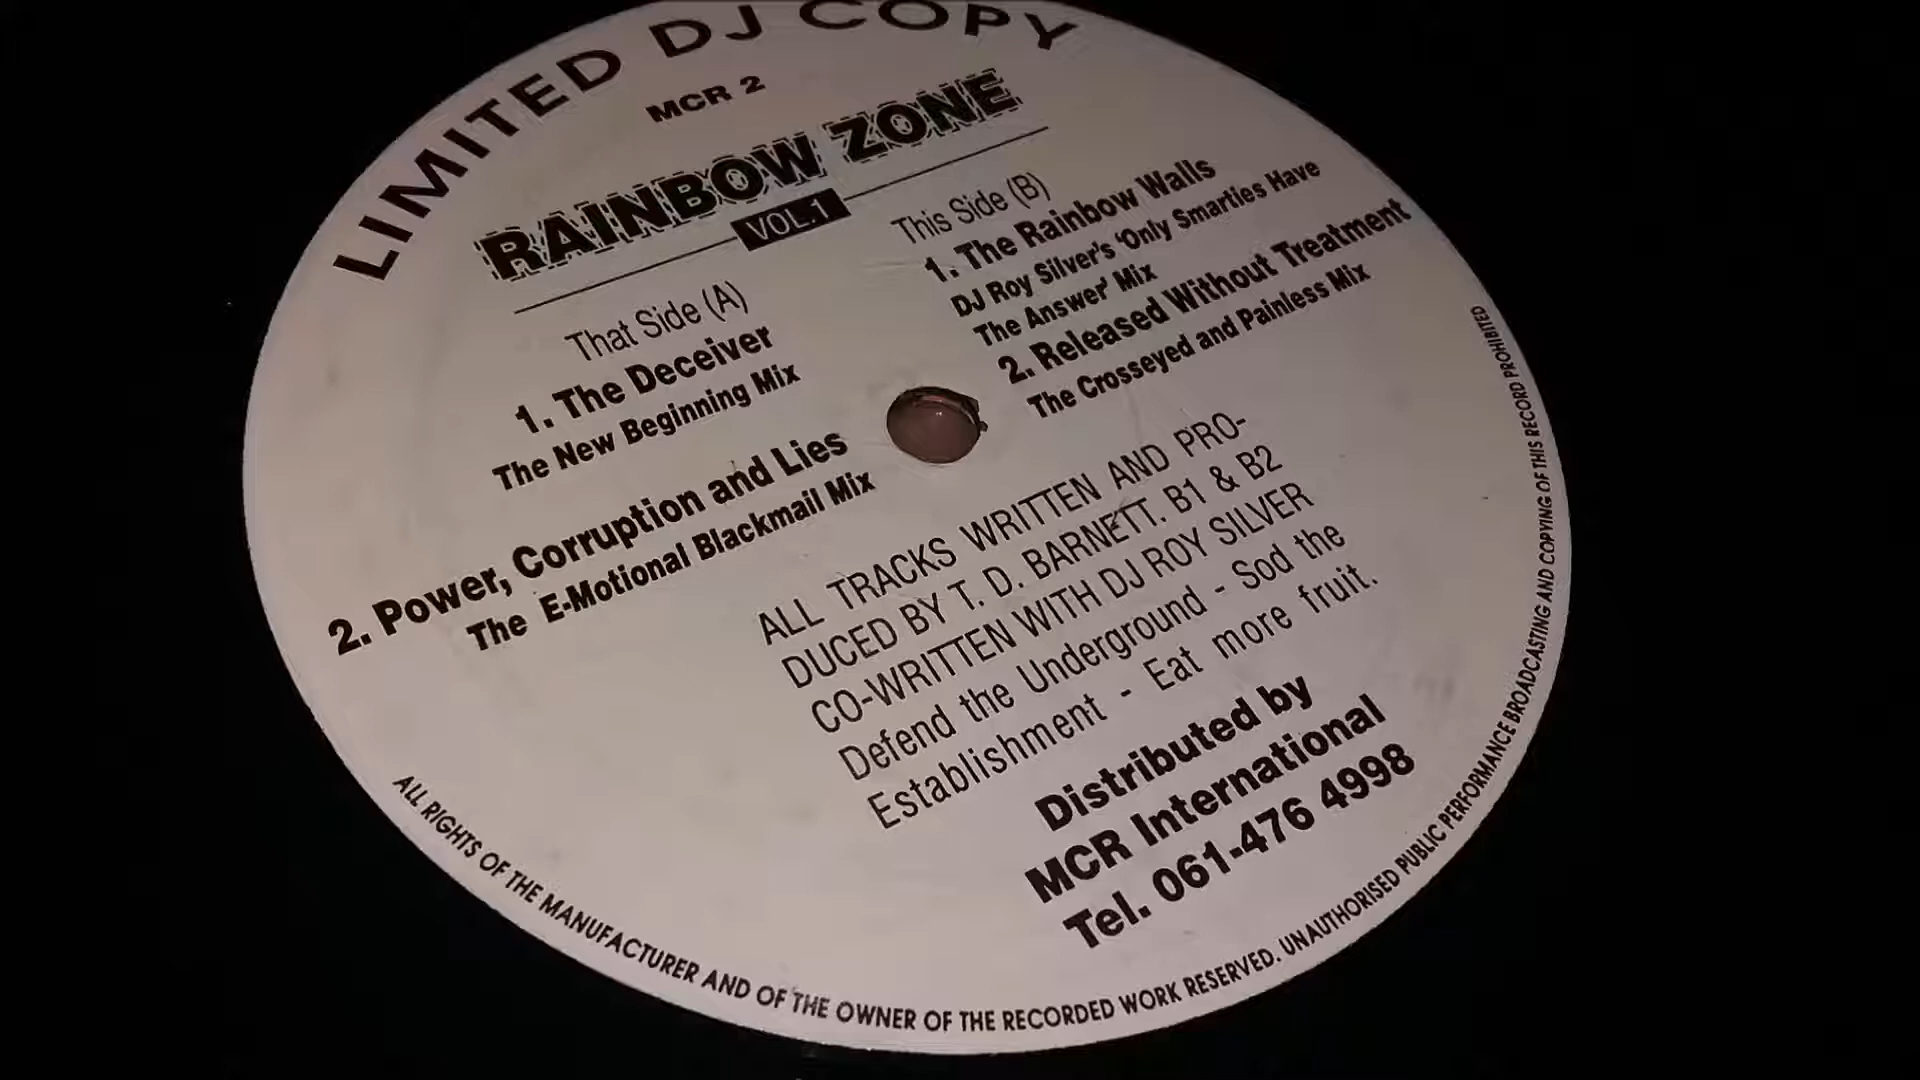 LIMITED DJ COPY
MCR 2
RAINBOW ZONE
VOL.1
That Side (A)
1. The Deceiver
The New Beginning Mix
2. Power, Corruption and Lies
The E-Motional Blackmail Mix
This Side (B)
1. The Rainbow Walls
DJ Roy Silver's 'Only Smarties Have
The Answer' Mix
2. Released Without Treatment
The Crosseyed and Painless Mix
ALL TRACKS WRITTEN AND PRO-
DUCED BY T. D. BARNETT. B1 & B2
CO-WRITTEN WITH DJ ROY SILVER
Defend the Underground - Sod the
Establishment - Eat more fruit.
Distributed by
MCR International
Tel. 061-476 4998
ALL RIGHTS OF THE MANUFACTURER AND OF THE OWNER OF THE RECORDED WORK RESERVED. UNAUTHORISED PUBLIC PERFORMANCE BROADCASTING AND COPYING OF THIS RECORD PROHIBITED